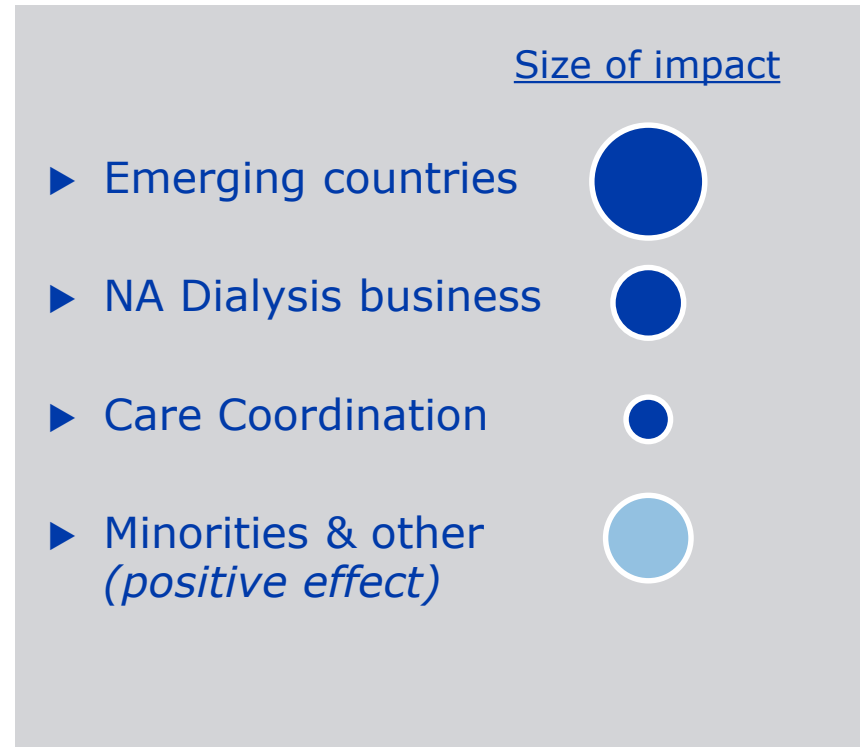 Size of impact
Emerging countries
NA Dialysis business
Care Coordination
Minorities & other
(positive effect)